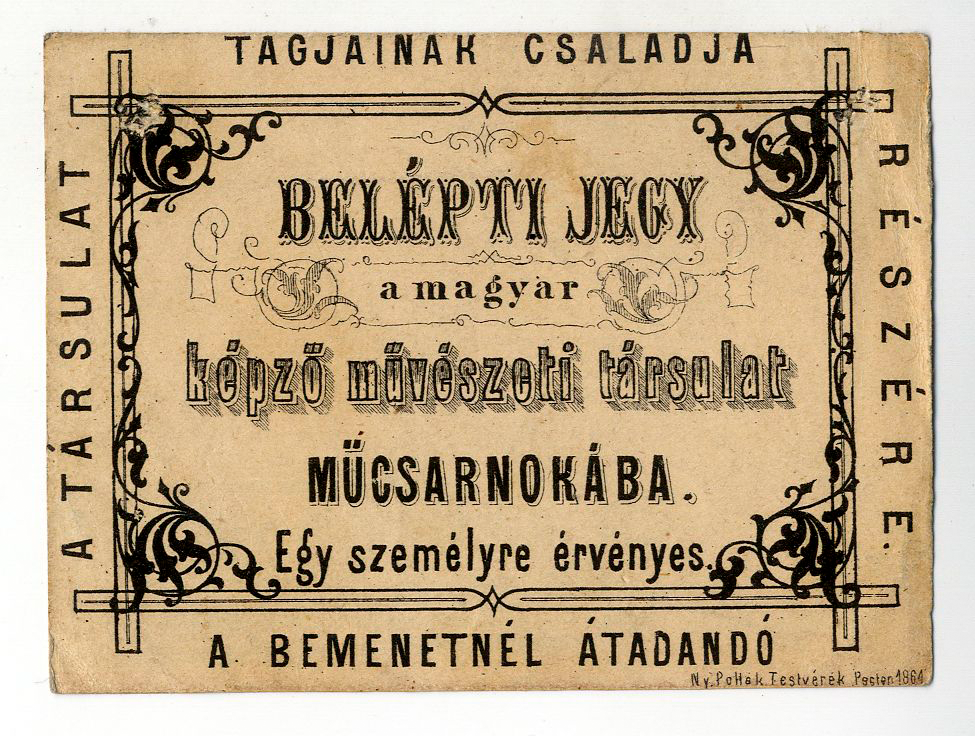 A TÁRSULAT
TAGJAINAK CSALADJA
RÉSZÉRE.
BELÉPTI JEGY
a magyar
képző művészeti társulat
MŰCSARNOKÁBA.
Egy személyre érvényes.
A BEMENETNÉL ÁTADANDÓ
Ny. Pollák Testvérék Pesten 1864